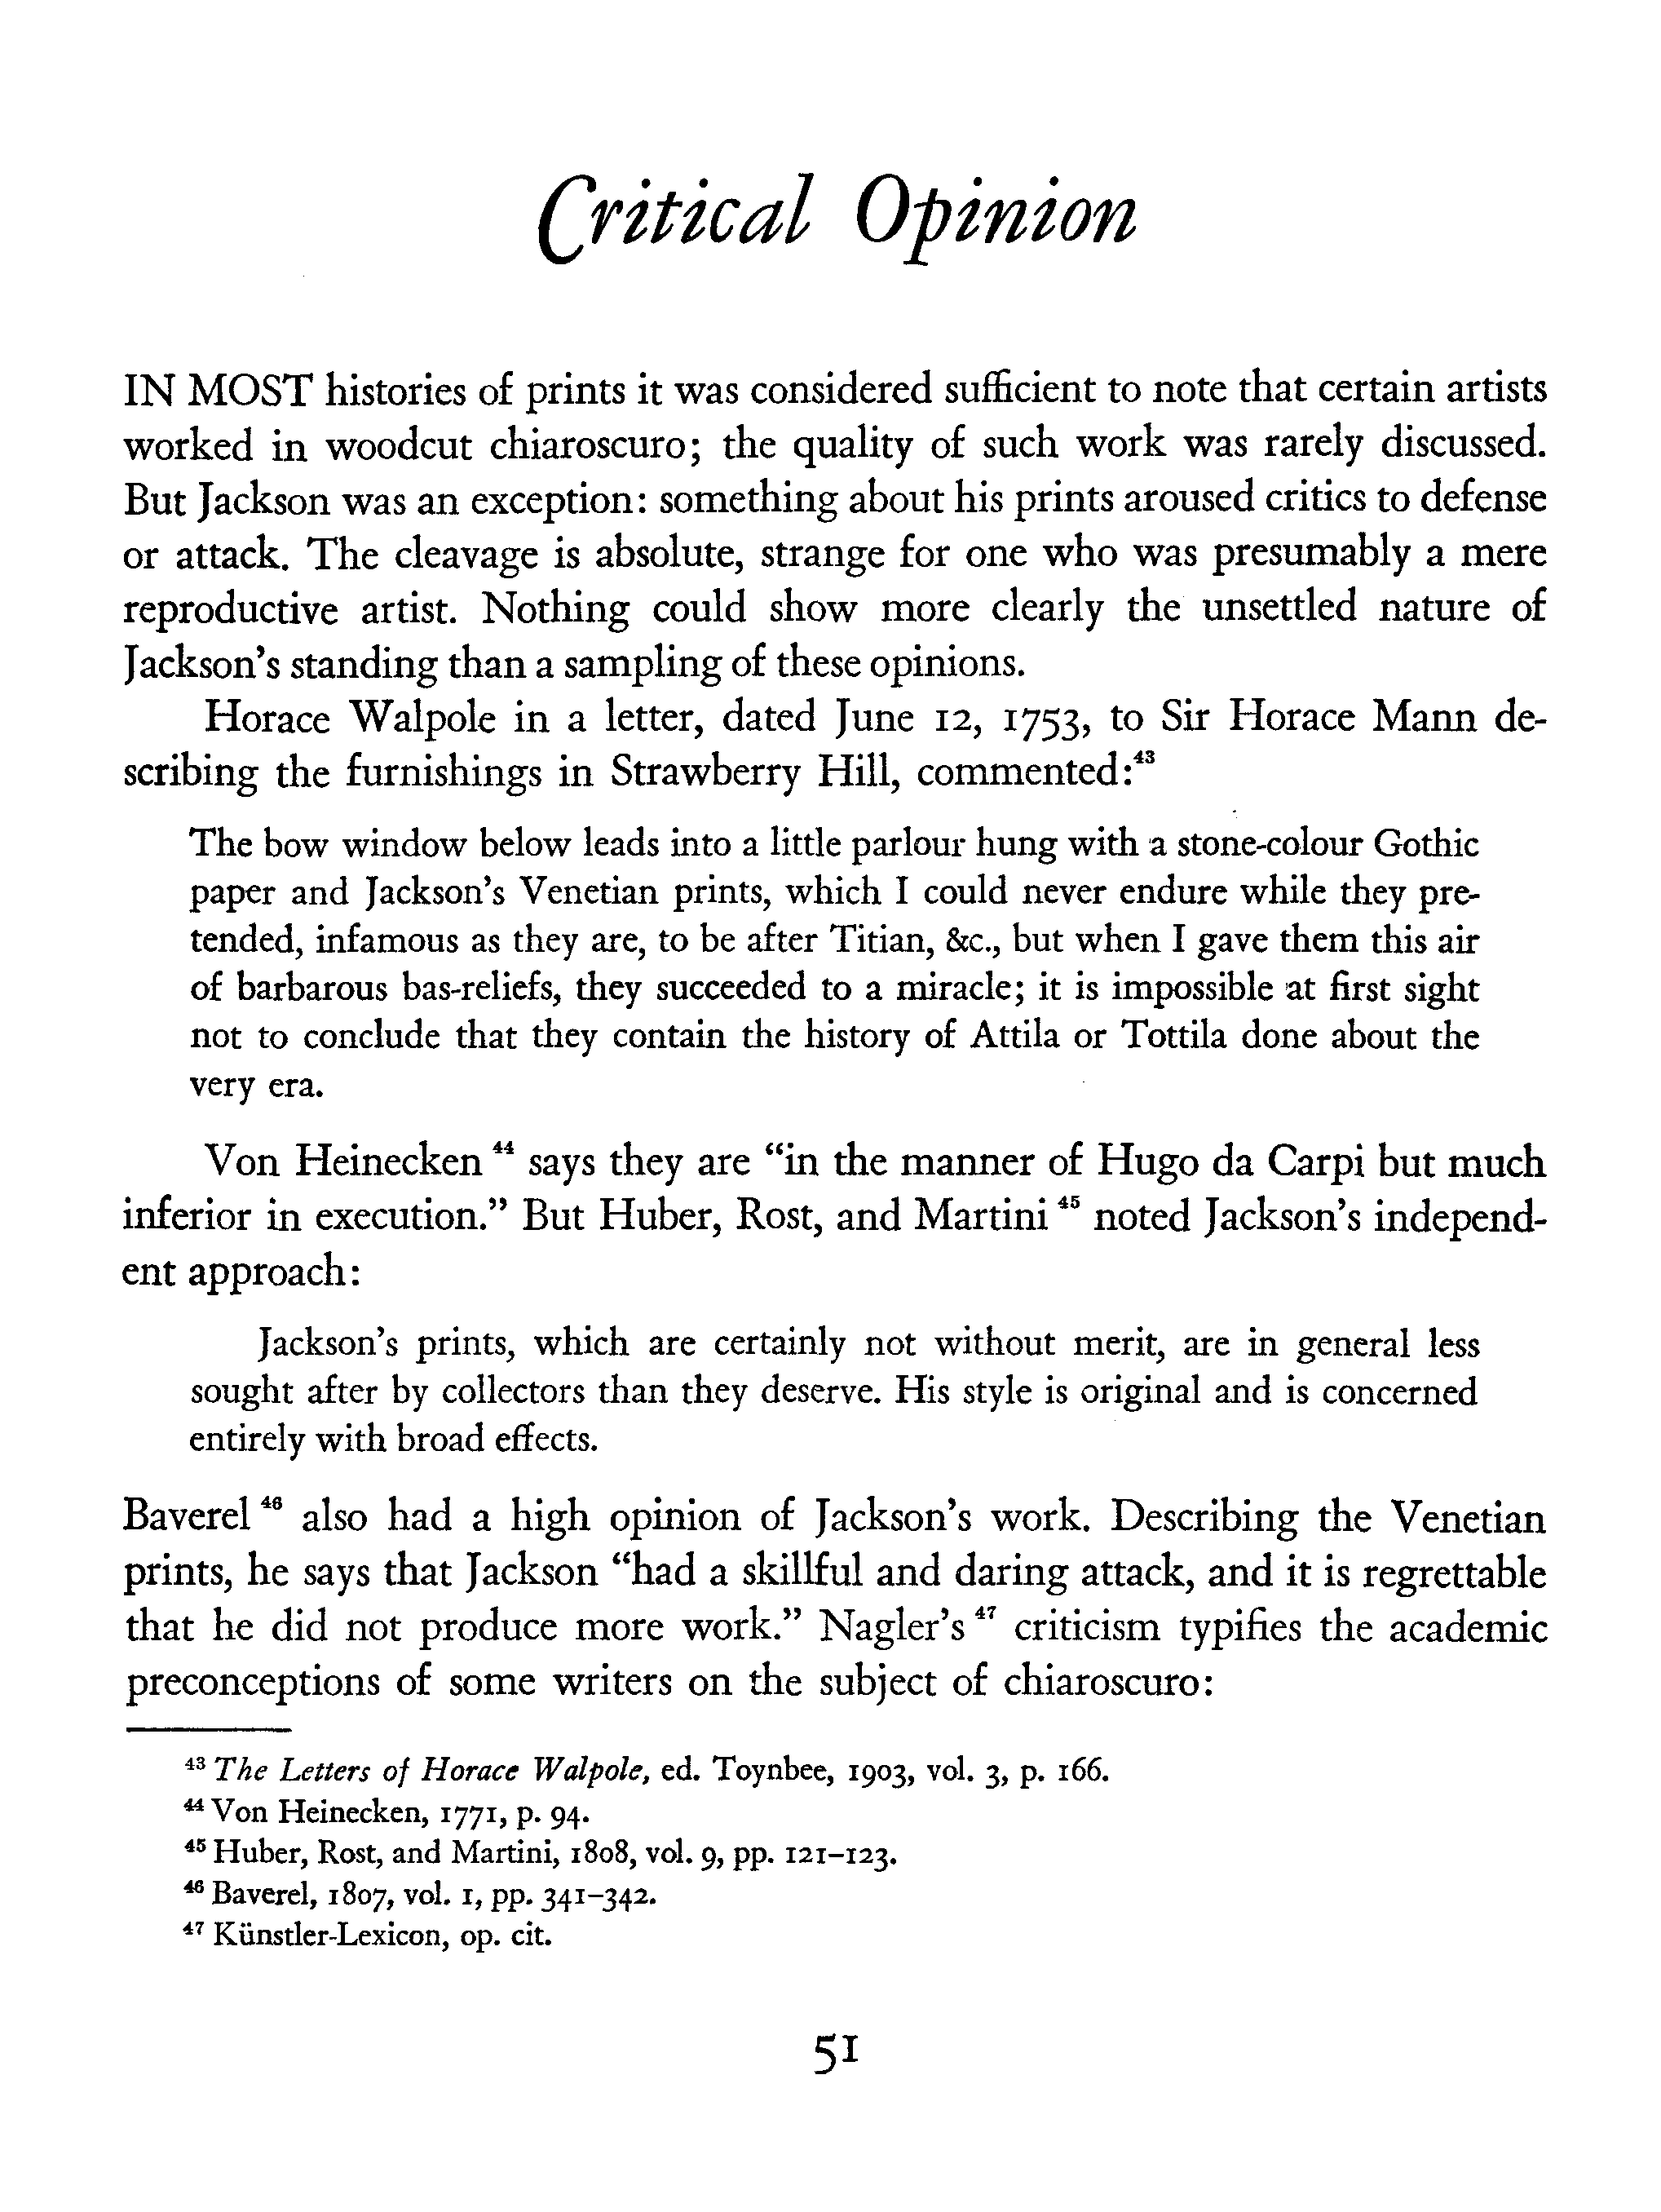 Critical Opinion
IN MOST histories of prints it was considered sufficient to note that certain artists
worked in woodcut chiaroscuro; the quality of such work was rarely discussed.
But Jackson was an exception: something about his prints aroused critics to defense
or attack. The cleavage is absolute, strange for one who was presumably a mere
reproductive artist. Nothing could show more clearly the unsettled nature of
Jackson's standing than a sampling of these opinions.
Horace Walpole in a letter, dated June 12, 1753, to Sir Horace Mann de-
scribing the furnishings in Strawberry Hill, commented:⁴³
The bow window below leads into a little parlour hung with a stone-colour Gothic
paper and Jackson's Venetian prints, which I could never endure while they pre-
tended, infamous as they are, to be after Titian, &c., but when I gave them this air
of barbarous bas-reliefs, they succeeded to a miracle; it is impossible at first sight
not to conclude that they contain the history of Attila or Tottila done about the
very era.
Von Heinecken ⁴⁴ says they are “in the manner of Hugo da Carpi but much
inferior in execution.” But Huber, Rost, and Martini ⁴⁵ noted Jackson's independ-
ent approach:
Jackson's prints, which are certainly not without merit, are in general less
sought after by collectors than they deserve. His style is original and is concerned
entirely with broad effects.
Baverel ⁴⁶ also had a high opinion of Jackson's work. Describing the Venetian
prints, he says that Jackson “had a skillful and daring attack, and it is regrettable
that he did not produce more work.” Nagler's ⁴⁷ criticism typifies the academic
preconceptions of some writers on the subject of chiaroscuro:
⁴³ The Letters of Horace Walpole, ed. Toynbee, 1903, vol. 3, p. 166.
⁴⁴ Von Heinecken, 1771, p. 94.
⁴⁵ Huber, Rost, and Martini, 1808, vol. 9, pp. 121–123.
⁴⁶ Baverel, 1807, vol. 1, pp. 341–342.
⁴⁷ Künstler-Lexicon, op. cit.
51